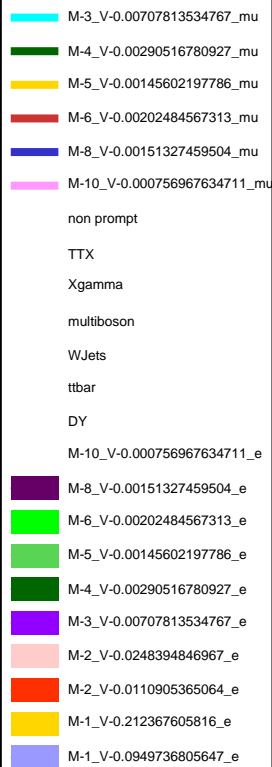 M-3_V-0.00707813534767_mu
M-4_V-0.00290516780927_mu
M-5_V-0.00145602197786_mu
M-6_V-0.00202484567313_mu
M-8_V-0.00151327459504_mu
M-10_V-0.000756967634711_mu
non prompt
TTX
Xgamma
multiboson
WJets
ttbar
DY
M-10_V-0.000756967634711_e
M-8_V-0.00151327459504_e
M-6_V-0.00202484567313_e
M-5_V-0.00145602197786_e
M-4_V-0.00290516780927_e
M-3_V-0.00707813534767_e
M-2_V-0.0248394846967_e
M-2_V-0.0110905365064_e
M-1_V-0.212367605816_e
M-1_V-0.0949736805647_e